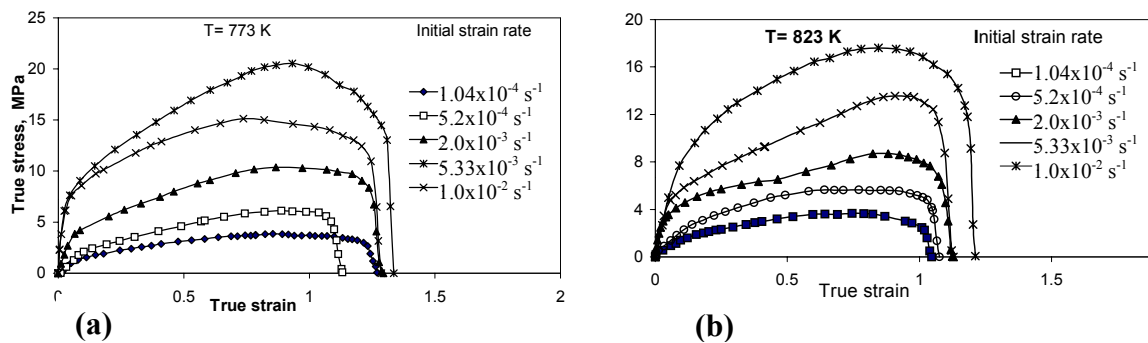 T= 773 K
Initial strain rate
1.04x10⁻⁴ s⁻¹
5.2x10⁻⁴ s⁻¹
2.0x10⁻³ s⁻¹
5.33x10⁻³ s⁻¹
1.0x10⁻² s⁻¹
True stress, MPa
25
20
15
10
5
0
0 0.5 1 1.5 2
True strain
(a)
T= 823 K
Initial strain rate
1.04x10⁻⁴ s⁻¹
5.2x10⁻⁴ s⁻¹
2.0x10⁻³ s⁻¹
5.33x10⁻³ s⁻¹
1.0x10⁻² s⁻¹
20
16
12
8
4
0
0 0.5 1 1.5
True strain
(b)